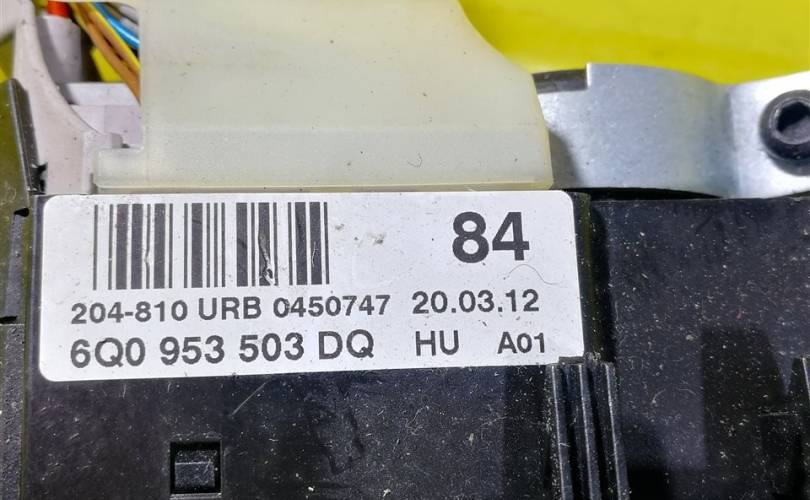 84
204-810 URB 0450747 20.03.12
6Q0 953 503 DQ HU A01